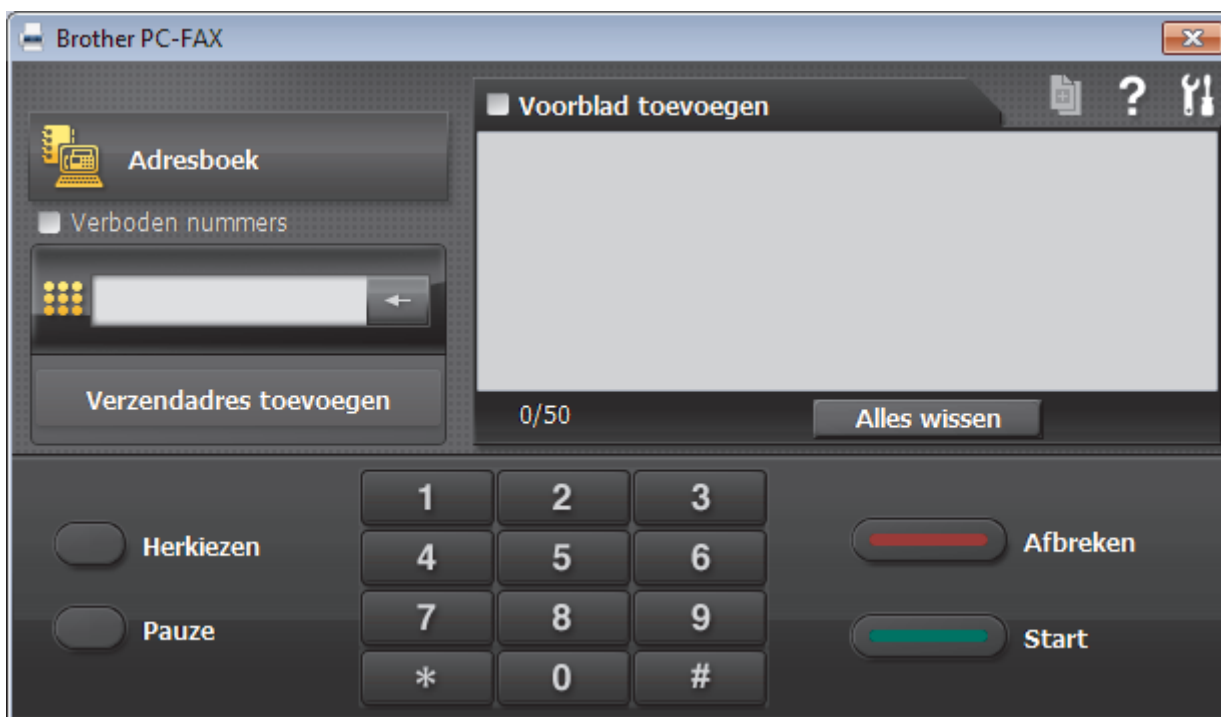 Brother PC-FAX
Voorblad toevoegen
?
Adresboek
Verboden nummers
Verzendadres toevoegen
0/50
Alles wissen
1 2 3
4 5 6
7 8 9
* 0 #
Herkiezen
Pauze
Afbreken
Start